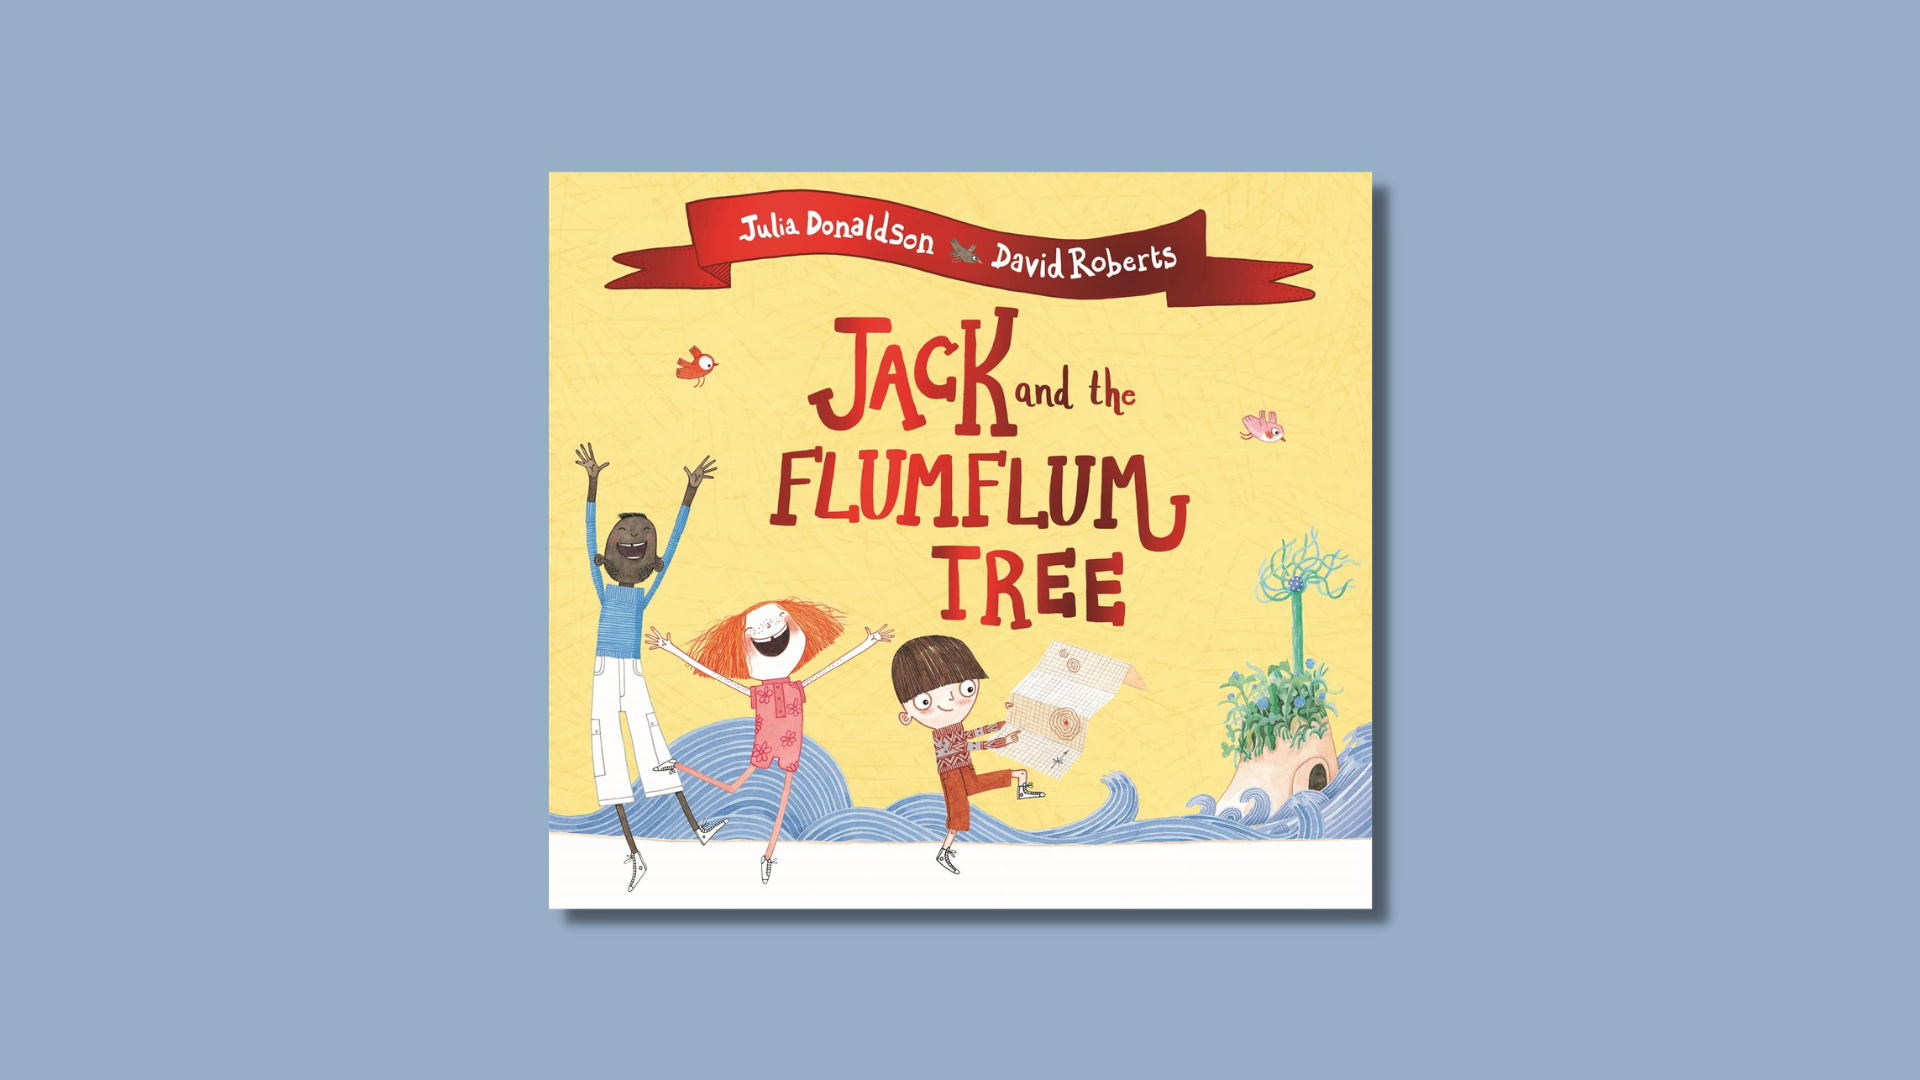 Julia Donaldson David Roberts
JACK and the
FLUMFLUM
TREE